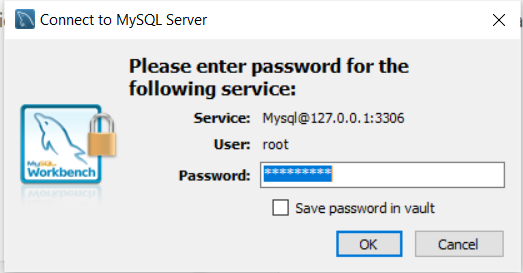 Connect to MySQL Server
Please enter password for the
following service:
Service: Mysql@127.0.0.1:3306
User: root
Password: *********
MySQL
Workbench
Save password in vault
OK Cancel